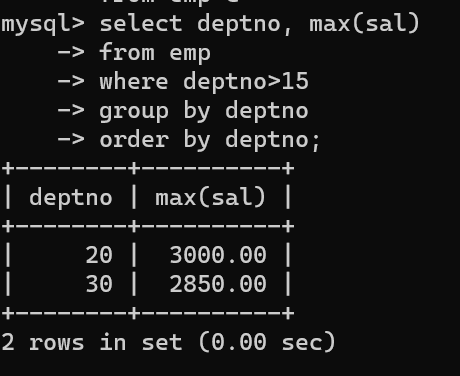 mysql> select deptno, max(sal)
    -> from emp
    -> where deptno>15
    -> group by deptno
    -> order by deptno;
+--------+----------+
| deptno | max(sal) |
+--------+----------+
|     20 |  3000.00 |
|     30 |  2850.00 |
+--------+----------+
2 rows in set (0.00 sec)